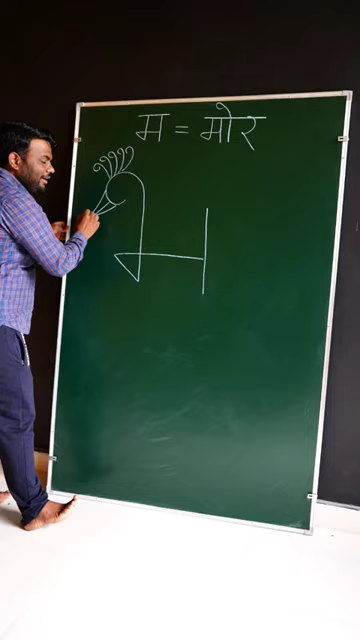 म = मोर